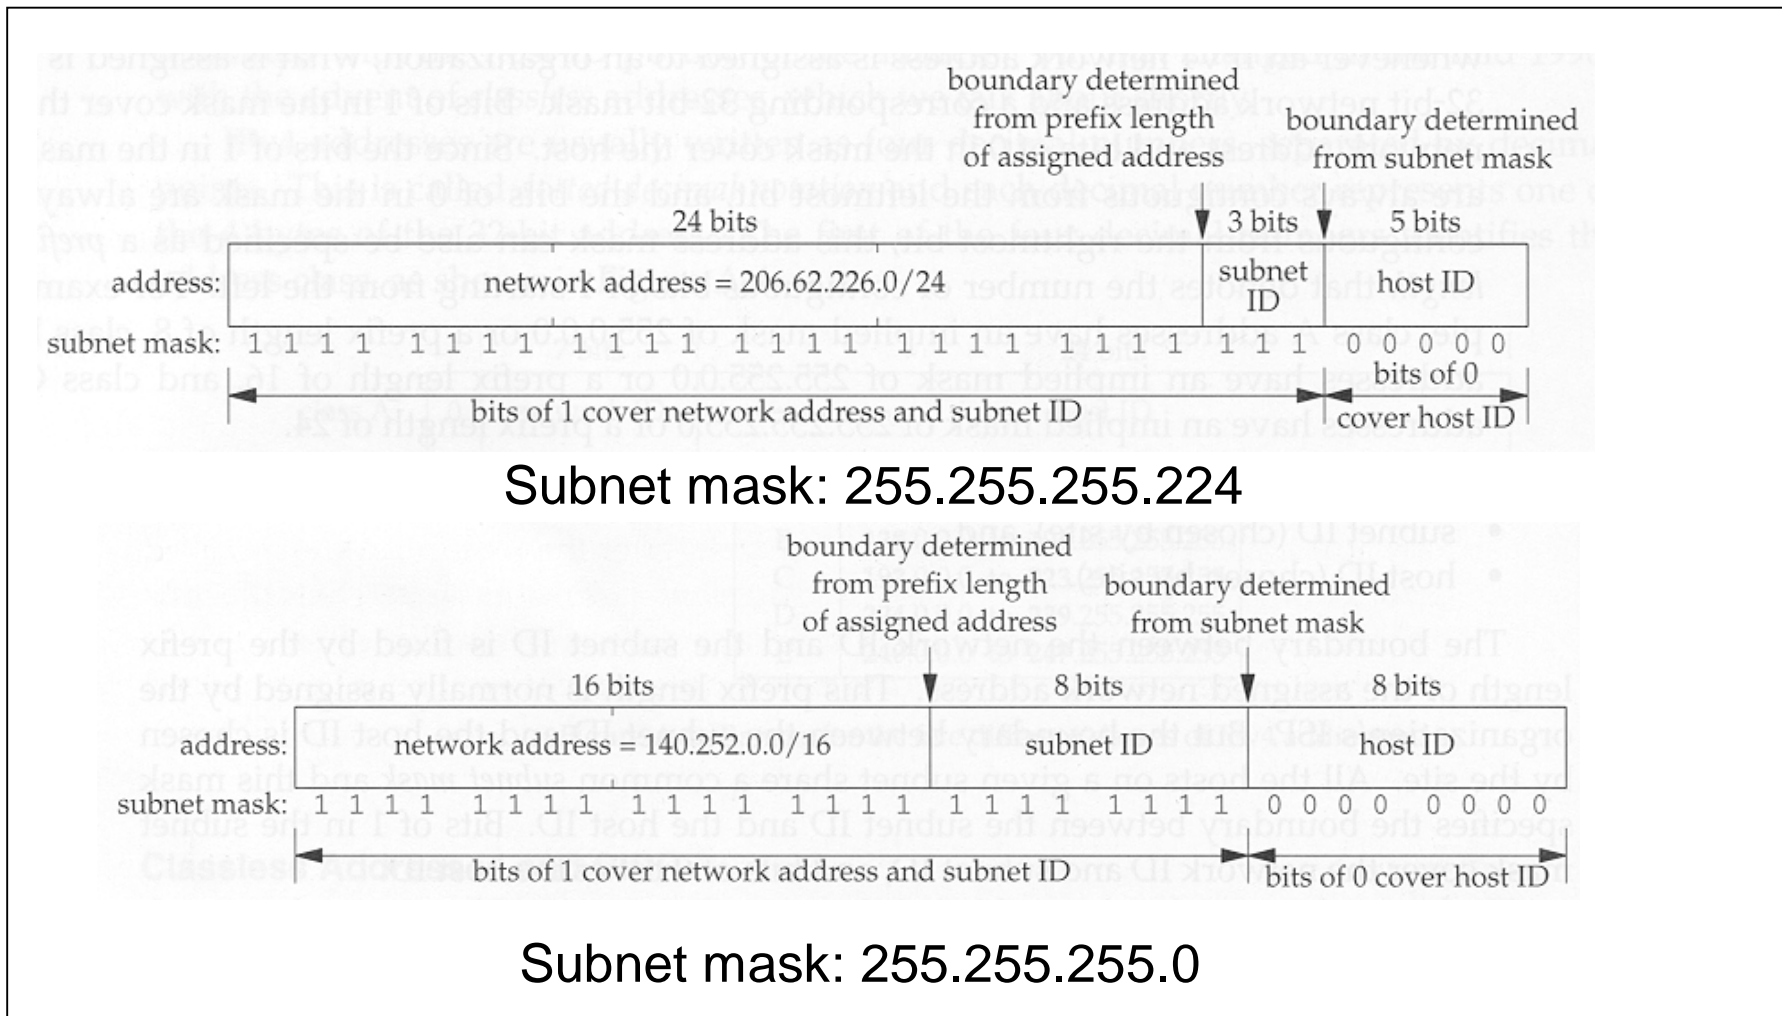 boundary determined
from prefix length
of assigned address
boundary determined
from subnet mask
24 bits
3 bits
5 bits
address:
network address = 206.62.226.0/24
subnet
ID
host ID
subnet mask: 1 1 1 1 1 1 1 1 1 1 1 1 1 1 1 1 1 1 1 1 1 1 1 1 1 1 1 0 0 0 0 0
bits of 1 cover network address and subnet ID
bits of 0
cover host ID
Subnet mask: 255.255.255.224
boundary determined
from prefix length
of assigned address
boundary determined
from subnet mask
16 bits
8 bits
8 bits
address:
network address = 140.252.0.0/16
subnet ID
host ID
subnet mask: 1 1 1 1 1 1 1 1 1 1 1 1 1 1 1 1 1 1 1 1 1 1 1 1 0 0 0 0 0 0 0 0
bits of 1 cover network address and subnet ID
bits of 0 cover host ID
Subnet mask: 255.255.255.0